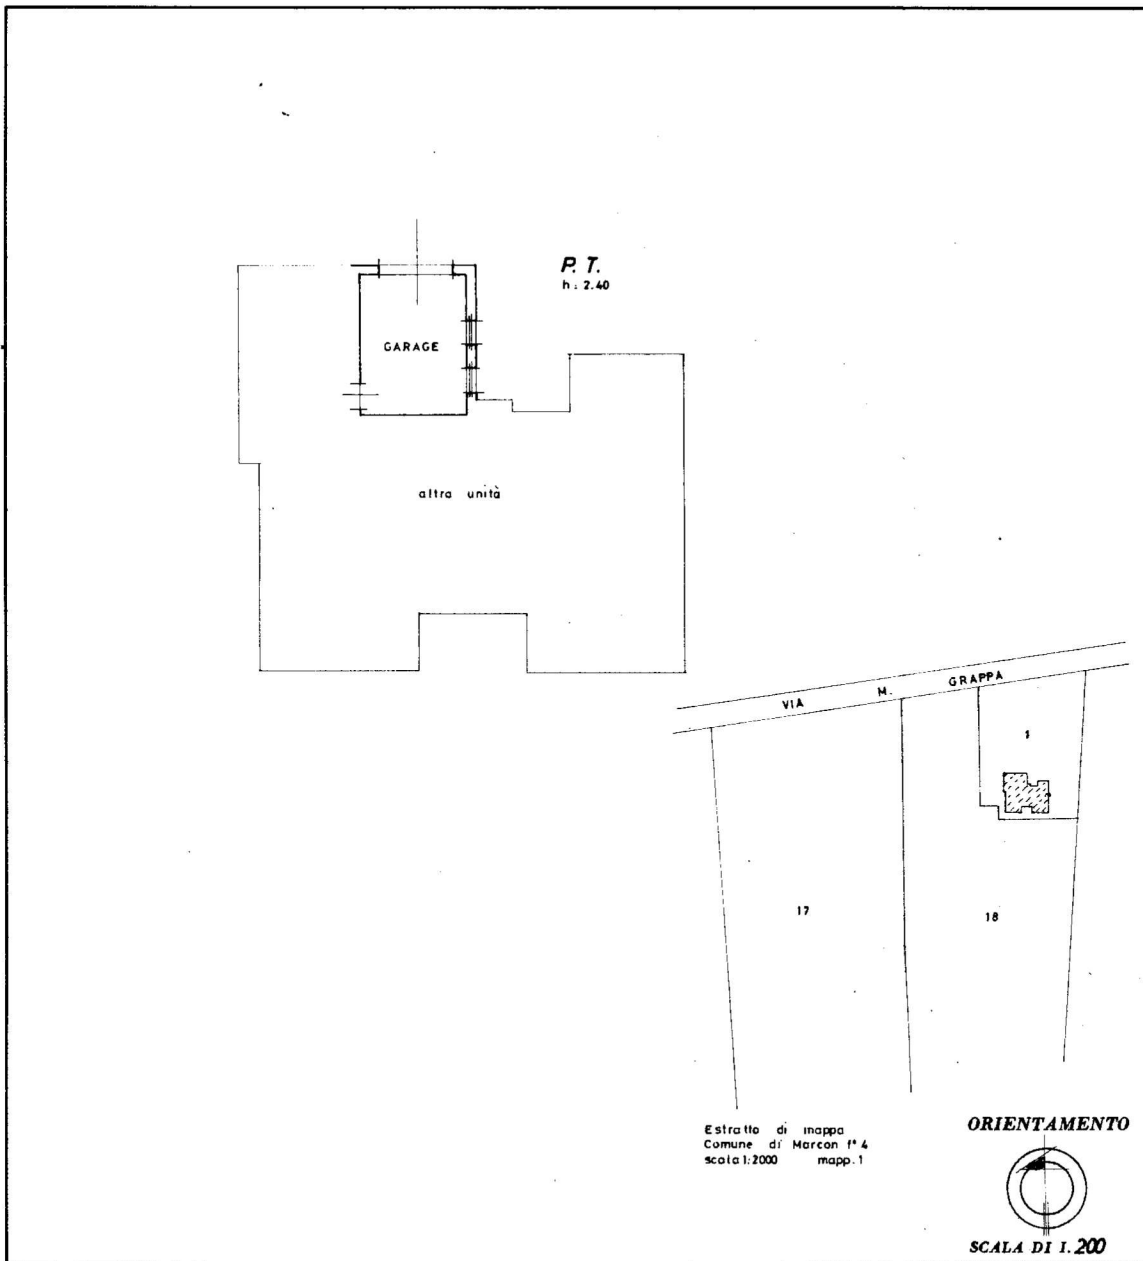 P. T.
h: 2.40
GARAGE
altra unità
VIA M. GRAPPA
1
17
18
Estratto di mappa
Comune di Marcon f° 4
scala 1:2000 mapp. 1
ORIENTAMENTO
SCALA DI 1. 200